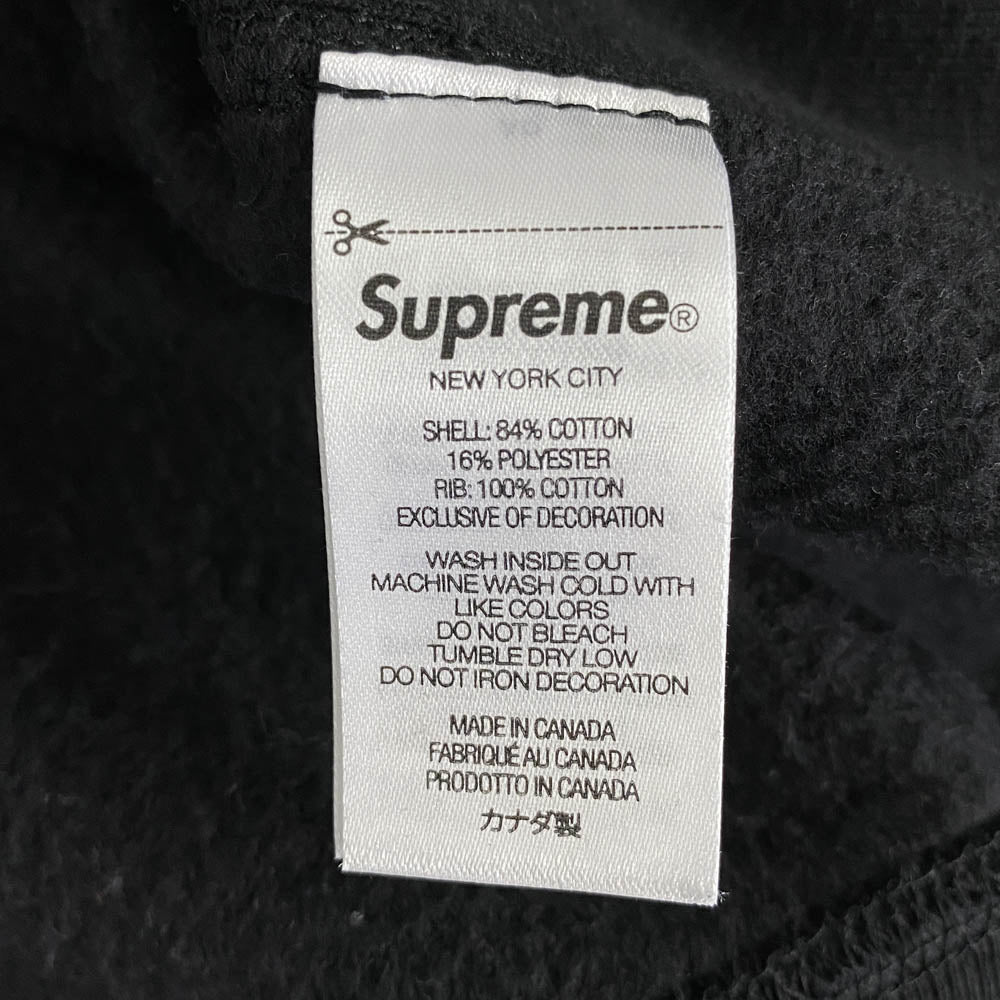 Supreme®
NEW YORK CITY
SHELL: 84% COTTON
16% POLYESTER
RIB: 100% COTTON
EXCLUSIVE OF DECORATION
WASH INSIDE OUT
MACHINE WASH COLD WITH
LIKE COLORS
DO NOT BLEACH
TUMBLE DRY LOW
DO NOT IRON DECORATION
MADE IN CANADA
FABRIQUÉ AU CANADA
PRODOTTO IN CANADA
カナダ製